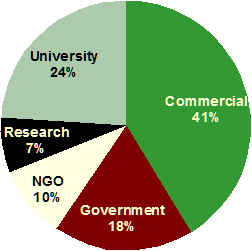 University
24%
Commercial
41%
Research
7%
NGO
10%
Government
18%